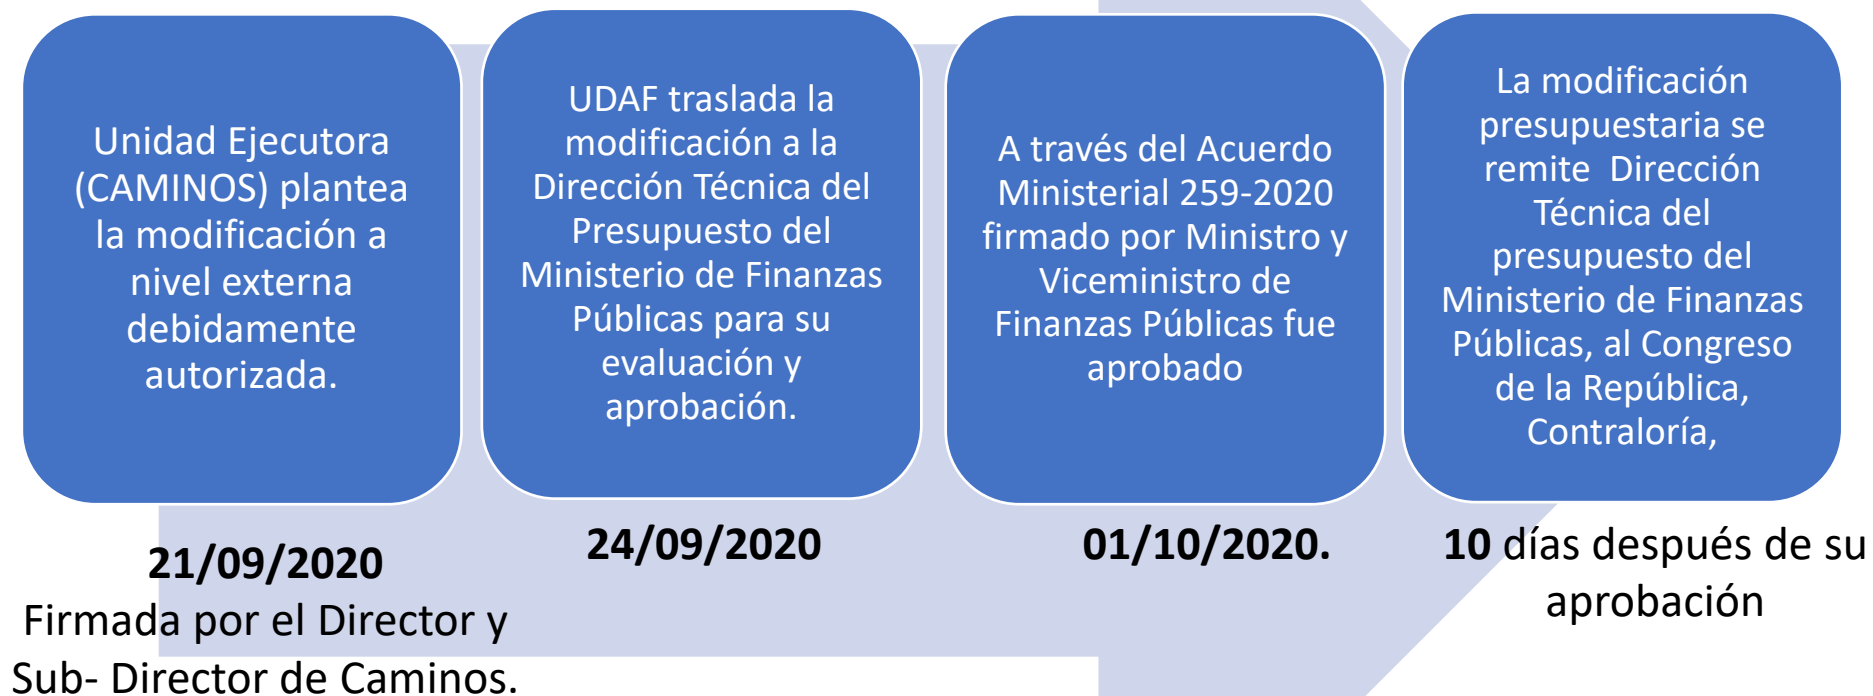 Unidad Ejecutora
(CAMINOS) plantea
la modificación a
nivel externa
debidamente
autorizada.
21/09/2020
Firmada por el Director y
Sub- Director de Caminos.
UDAF traslada la
modificación a la
Dirección Técnica del
Presupuesto del
Ministerio de Finanzas
Públicas para su
evaluación y
aprobación.
24/09/2020
A través del Acuerdo
Ministerial 259-2020
firmado por Ministro y
Viceministro de
Finanzas Públicas fue
aprobado
01/10/2020.
La modificación
presupuestaria se
remite  Dirección
Técnica del
presupuesto del
Ministerio de Finanzas
Públicas, al Congreso
de la República,
Contraloría,
10 días después de su
aprobación